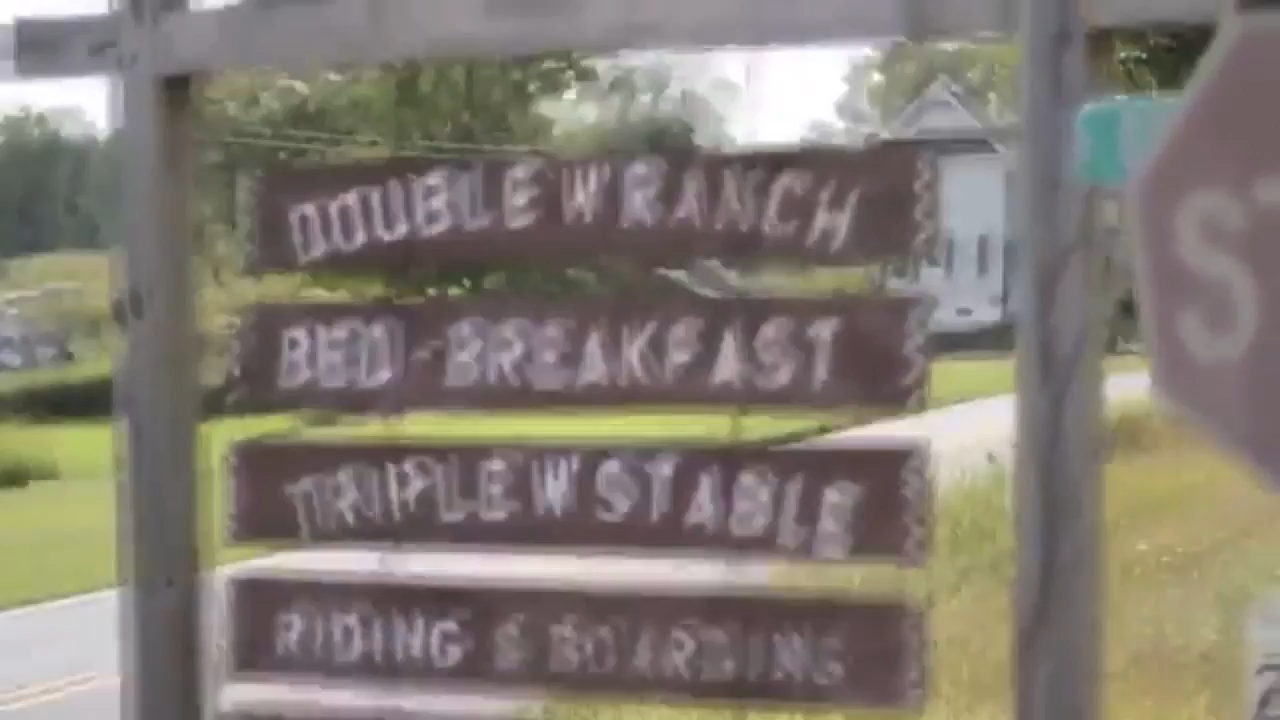 DOUBLE W RANCH
BED-BREAKFAST
TRIPLE W STABLE
RIDING & BOARDING